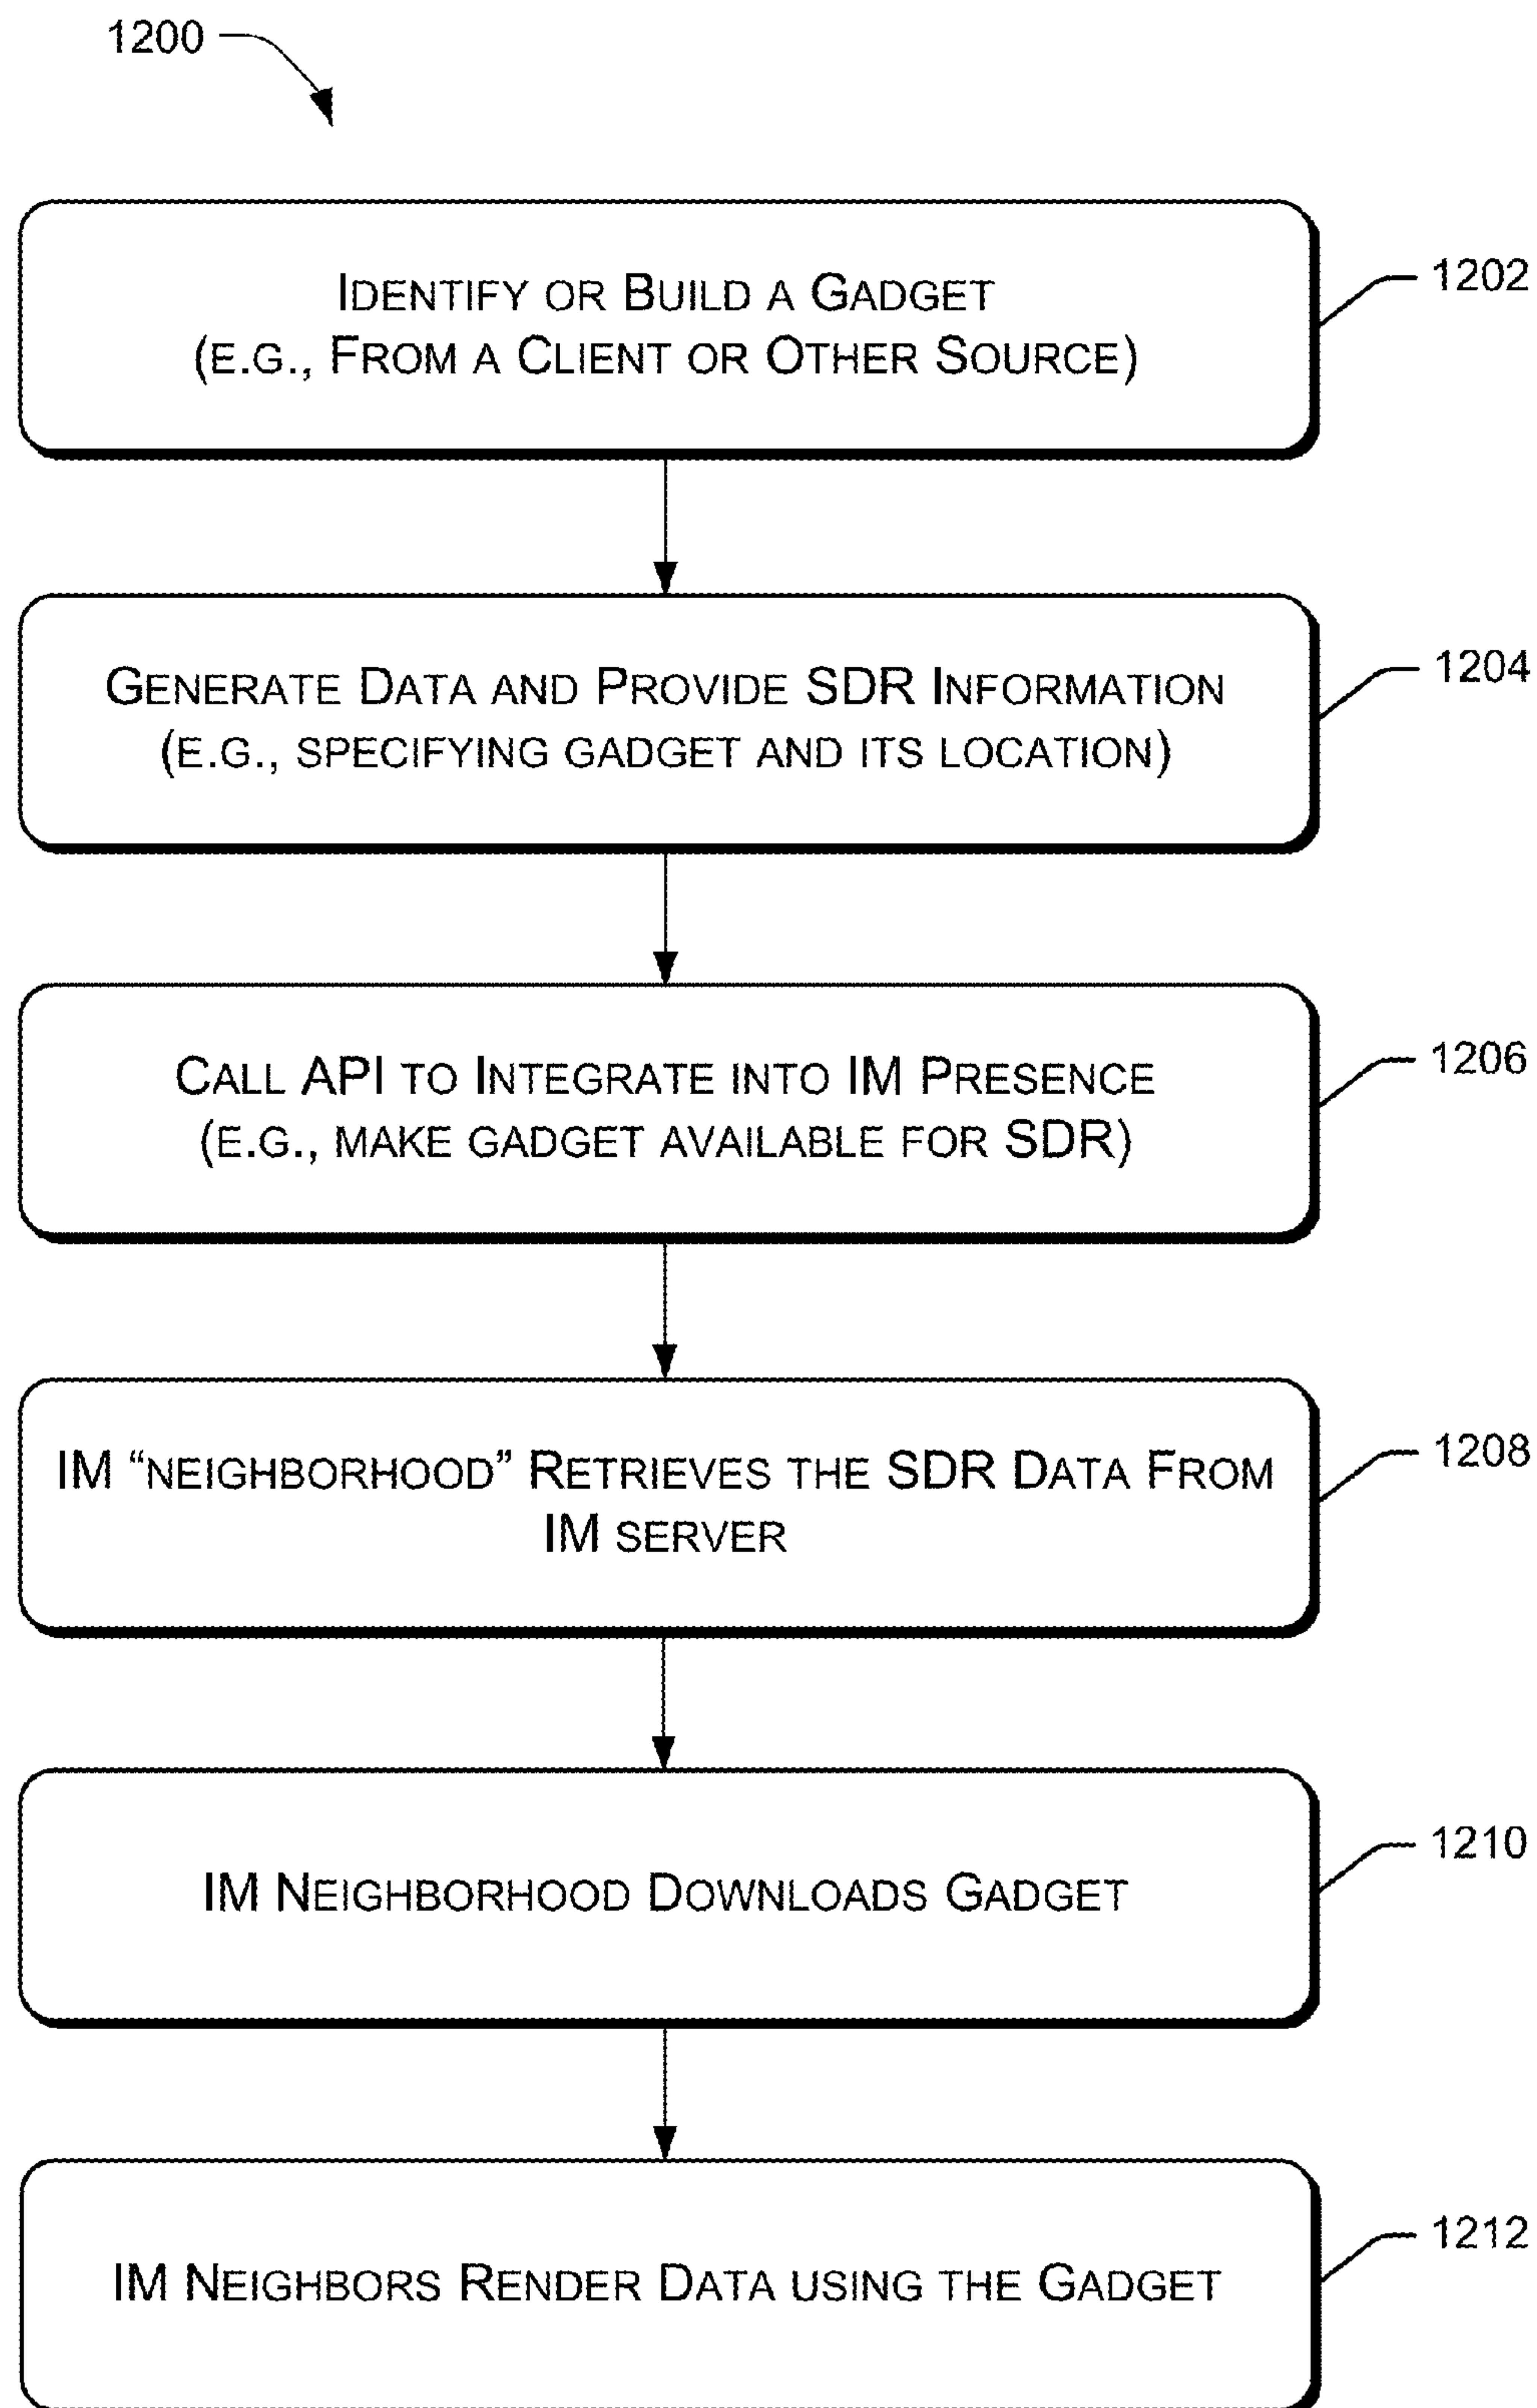 1200
IDENTIFY OR BUILD A GADGET
(E.G., FROM A CLIENT OR OTHER SOURCE)
1202
GENERATE DATA AND PROVIDE SDR INFORMATION
(E.G., SPECIFYING GADGET AND ITS LOCATION)
1204
CALL API TO INTEGRATE INTO IM PRESENCE
(E.G., MAKE GADGET AVAILABLE FOR SDR)
1206
IM “NEIGHBORHOOD” RETRIEVES THE SDR DATA FROM
IM SERVER
1208
IM NEIGHBORHOOD DOWNLOADS GADGET
1210
IM NEIGHBORS RENDER DATA USING THE GADGET
1212